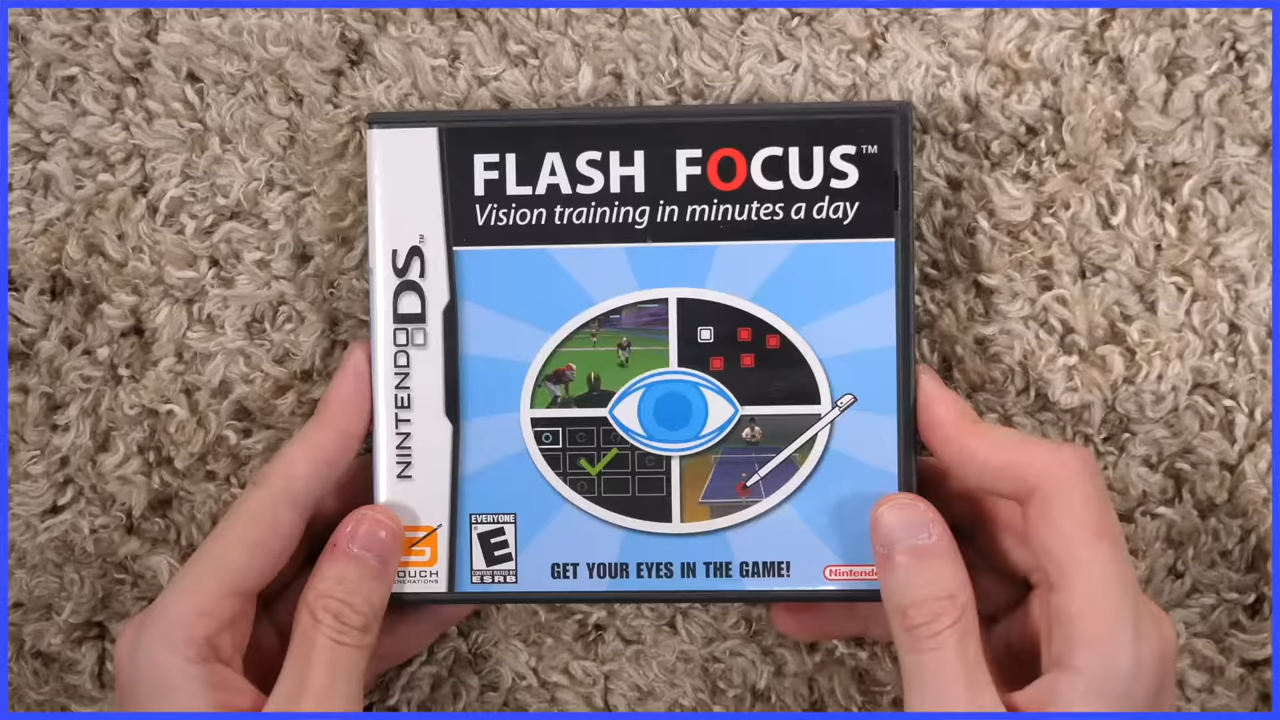 FLASH FOCUS™
Vision training in minutes a day
NINTENDO DS™
EVERYONE
E
CONTENT RATED BY
ESRB
GET YOUR EYES IN THE GAME!
Nintendo